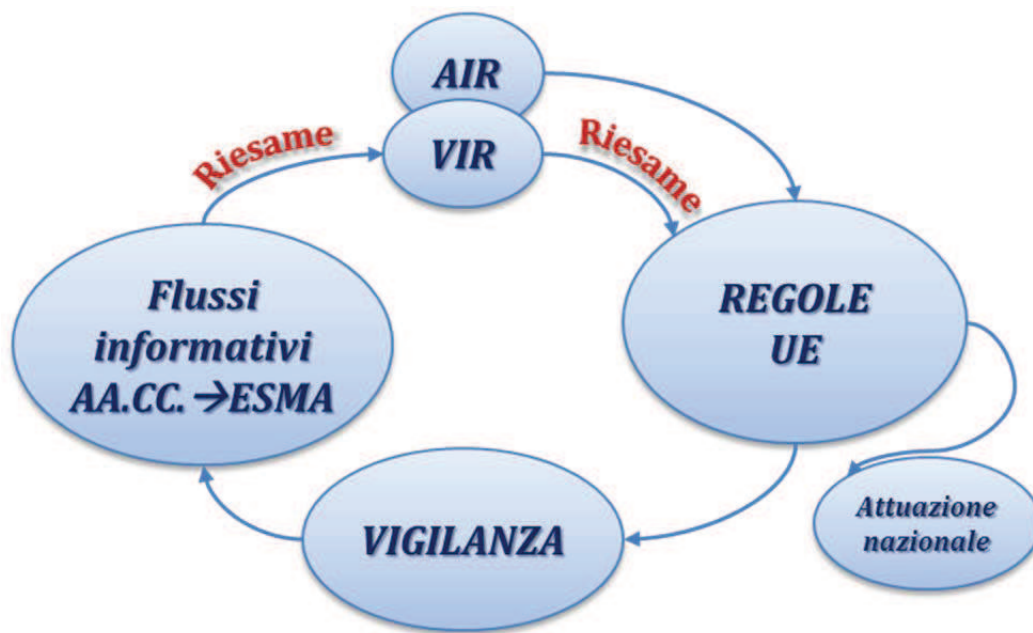 AIR
VIR
Riesame
Riesame
REGOLE
UE
Flussi
informativi
AA.CC.→ESMA
VIGILANZA
Attuazione
nazionale